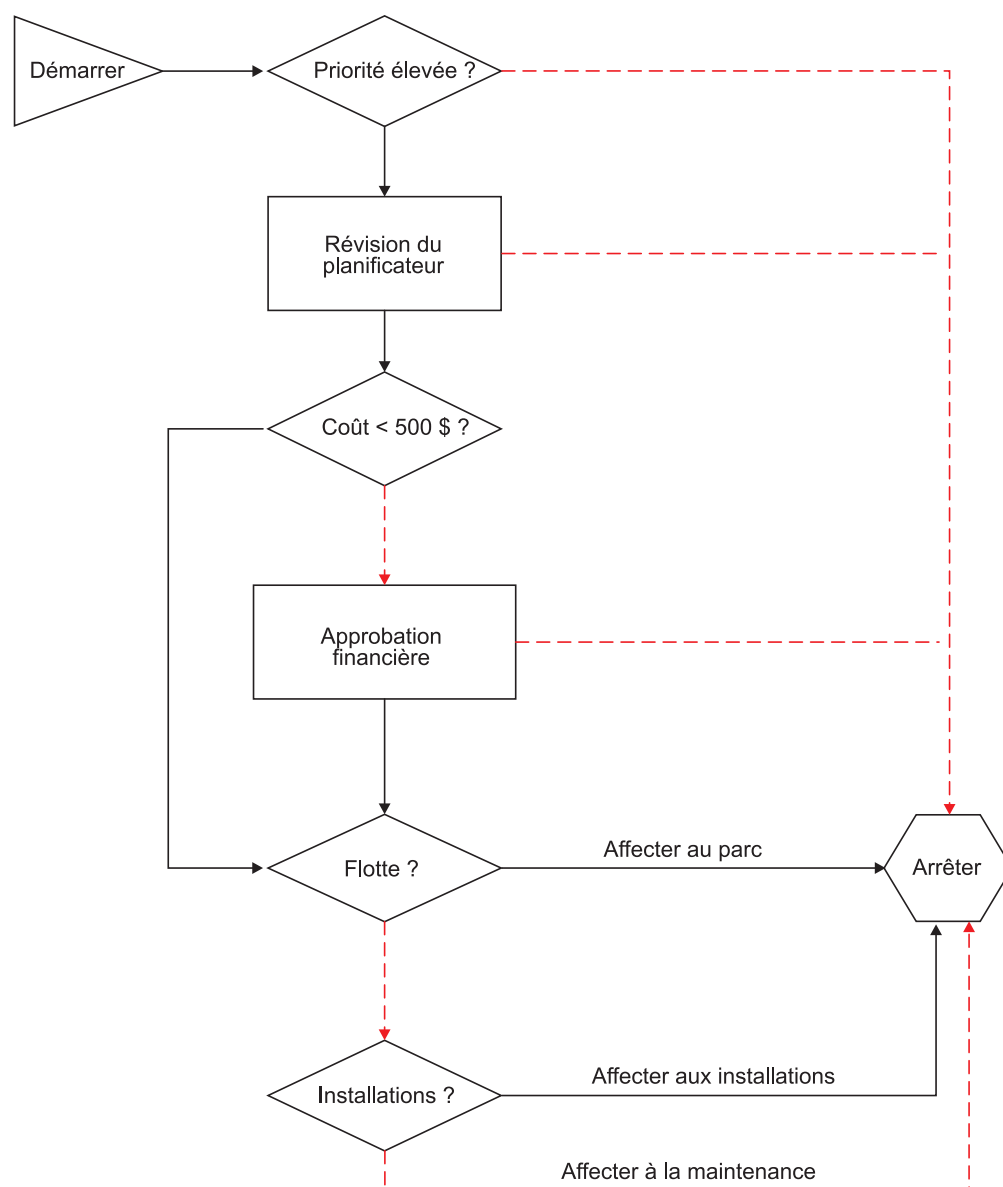 Démarrer
Priorité élevée ?
Révision du
planificateur
Coût < 500 $ ?
Approbation
financière
Flotte ?
Affecter au parc
Arrêter
Installations ?
Affecter aux installations
Affecter à la maintenance